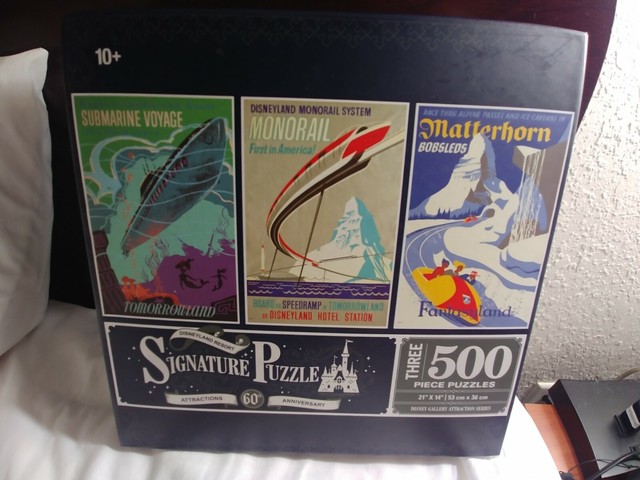 10+
SUBMARINE VOYAGE
TOMORROWLAND
DISNEYLAND MONORAIL SYSTEM
MONORAIL
First in America!
BOARD FOR SPEEDRAMP IN TOMORROWLAND
OR DISNEYLAND HOTEL STATION
RACE THRU ALPINE PASSES AND ICE CAVERNS IN
Matterhorn
BOBSLEDS
Fantasyland
DISNEYLAND RESORT
SIGNATURE PUZZLE
ATTRACTIONS 60th ANNIVERSARY
THREE 500
PIECE PUZZLES
21" X 14" | 53 cm x 36 cm
DISNEY GALLERY ATTRACTION SERIES